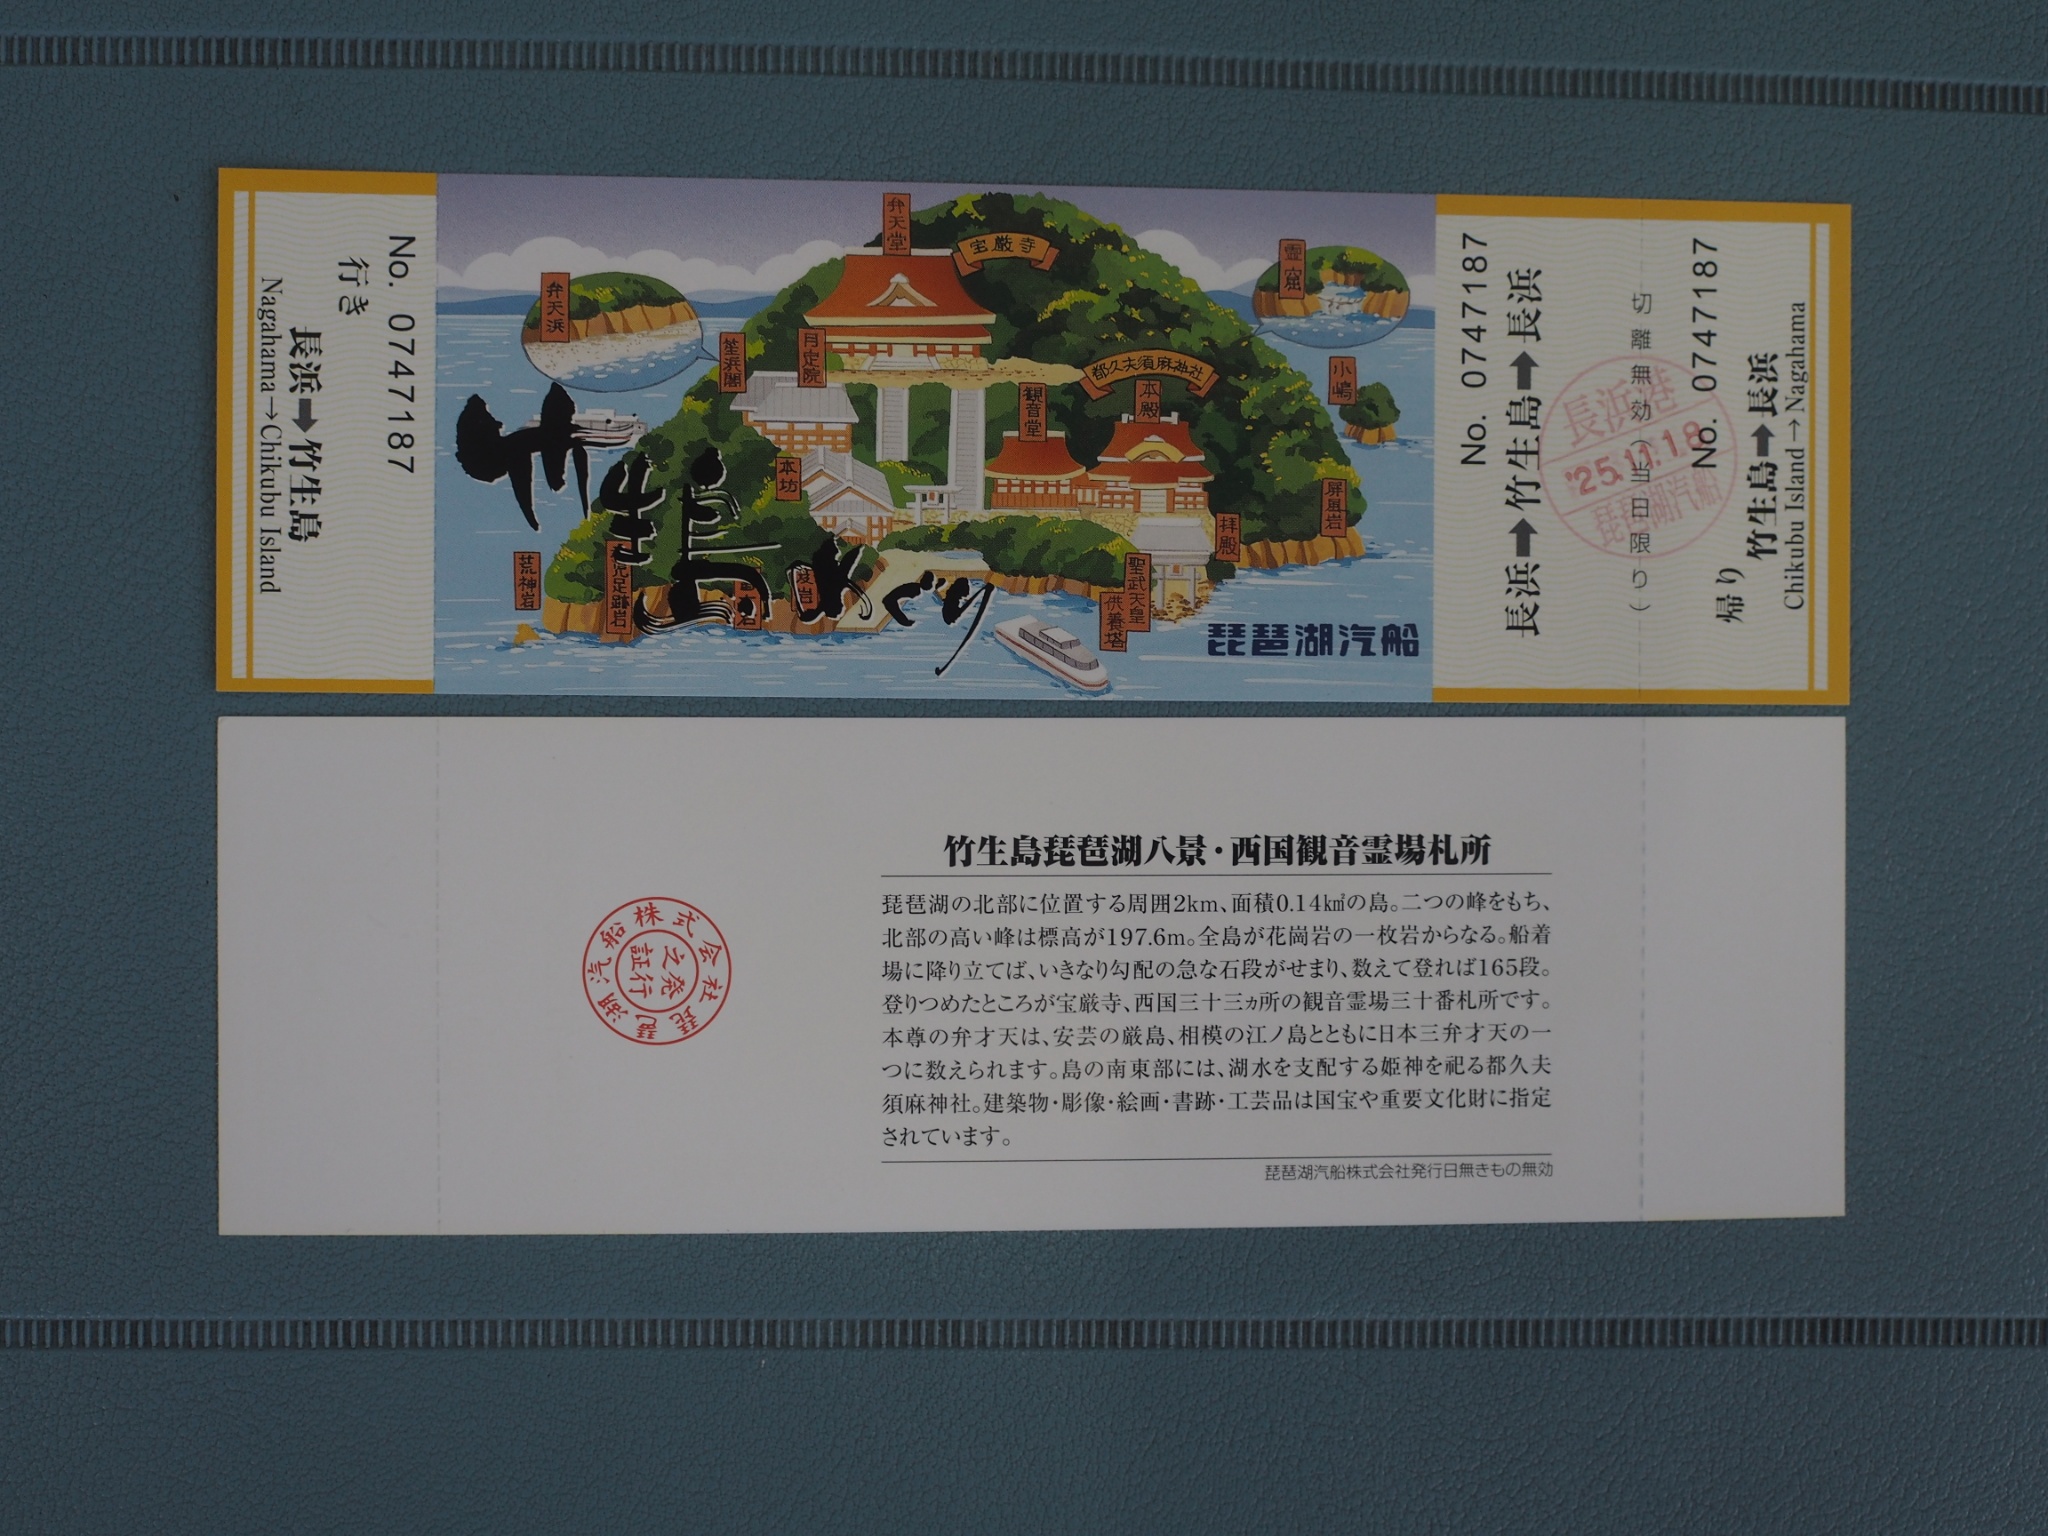 No. 0747187
行き
長浜➡竹生島
Nagahama→Chikubu Island
弁天堂
宝厳寺
弁天浜
霊窟
笙浜閣
月定院
都久夫須麻神社
本殿
観音堂
小嶋
本坊
屏風岩
拝殿
荒神岩
聖武天皇
供養塔
竹生島めぐり
琵琶湖汽船
No. 0747187
長浜➡竹生島➡長浜
切離無効(当日限り)
長浜港
'25.11.18
琵琶湖汽船
No. 0747187
帰り
竹生島➡長浜
Chikubu Island→Nagahama
竹生島琵琶湖八景・西国観音霊場札所
琵琶湖の北部に位置する周囲2km、面積0.14㎢の島。二つの峰をもち、
北部の高い峰は標高が197.6m。全島が花崗岩の一枚岩からなる。船着
場に降り立てば、いきなり勾配の急な石段がせまり、数えて登れば165段。
登りつめたところが宝厳寺、西国三十三ヵ所の観音霊場三十番札所です。
本尊の弁才天は、安芸の厳島、相模の江ノ島とともに日本三弁才天の一
つに数えられます。島の南東部には、湖水を支配する姫神を祀る都久夫
須麻神社。建築物・彫像・絵画・書跡・工芸品は国宝や重要文化財に指定
されています。
琵琶湖汽船株式会社発行日無きもの無効
琵琶湖汽船株式会社
之発
証行